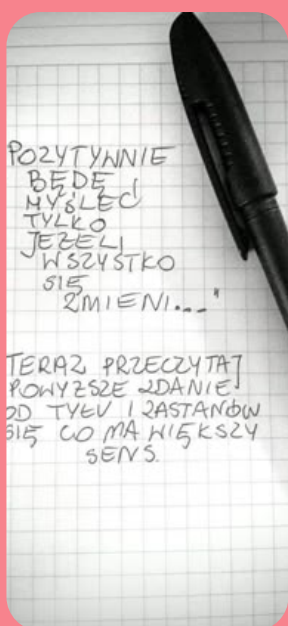 POZYTYWNIE
BĘDĘ
MYŚLEĆ
TYLKO
JEŻELI
WSZYSTKO
SIĘ
ZMIENI..."
TERAZ PRZECZYTAJ
POWYŻSZE ZDANIE
OD TYŁU I ZASTANÓW
SIĘ CO MA WIĘKSZY
SENS.